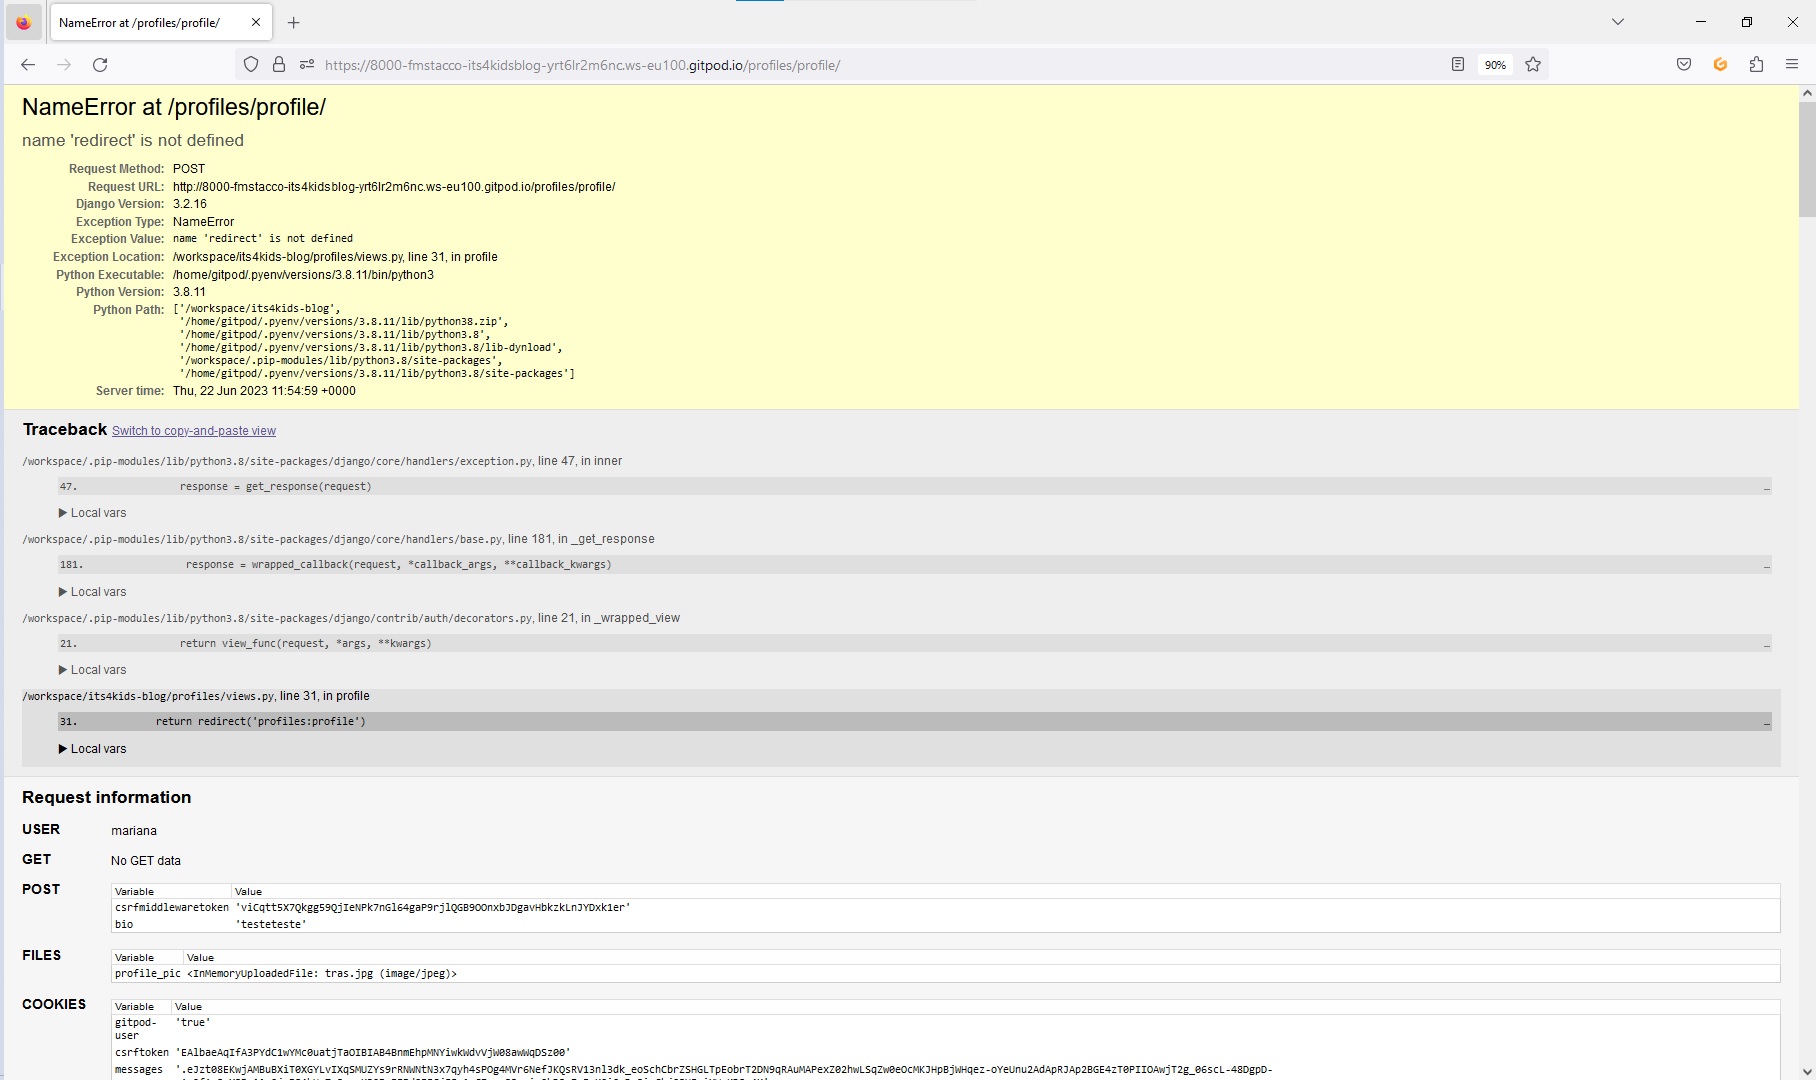 NameError at /profiles/profile/
https://8000-fmstacco-its4kidsblog-yrt6lr2m6nc.ws-eu100.gitpod.io/profiles/profile/
90%
NameError at /profiles/profile/
name 'redirect' is not defined
Request Method: POST
Request URL: http://8000-fmstacco-its4kidsblog-yrt6lr2m6nc.ws-eu100.gitpod.io/profiles/profile/
Django Version: 3.2.16
Exception Type: NameError
Exception Value: name 'redirect' is not defined
Exception Location: /workspace/its4kids-blog/profiles/views.py, line 31, in profile
Python Executable: /home/gitpod/.pyenv/versions/3.8.11/bin/python3
Python Version: 3.8.11
Python Path: ['/workspace/its4kids-blog',
'/home/gitpod/.pyenv/versions/3.8.11/lib/python38.zip',
'/home/gitpod/.pyenv/versions/3.8.11/lib/python3.8',
'/home/gitpod/.pyenv/versions/3.8.11/lib/python3.8/lib-dynload',
'/workspace/.pip-modules/lib/python3.8/site-packages',
'/home/gitpod/.pyenv/versions/3.8.11/lib/python3.8/site-packages']
Server time: Thu, 22 Jun 2023 11:54:59 +0000
Traceback Switch to copy-and-paste view
/workspace/.pip-modules/lib/python3.8/site-packages/django/core/handlers/exception.py, line 47, in inner
47. response = get_response(request) …
▶ Local vars
/workspace/.pip-modules/lib/python3.8/site-packages/django/core/handlers/base.py, line 181, in _get_response
181. response = wrapped_callback(request, *callback_args, **callback_kwargs) …
▶ Local vars
/workspace/.pip-modules/lib/python3.8/site-packages/django/contrib/auth/decorators.py, line 21, in _wrapped_view
21. return view_func(request, *args, **kwargs) …
▶ Local vars
/workspace/its4kids-blog/profiles/views.py, line 31, in profile
31. return redirect('profiles:profile') …
▶ Local vars
Request information
USER mariana
GET No GET data
POST Variable Value
csrfmiddlewaretoken 'viCqtt5X7Qkgg59QjIeNPk7nGl64gaP9rjlQGB9OOnxbJDgavHbkzkLnJYDxk1er'
bio 'testeteste'
FILES Variable Value
profile_pic <InMemoryUploadedFile: tras.jpg (image/jpeg)>
COOKIES Variable Value
gitpod- 'true'
user
csrftoken 'EAlbaeAqIfA3PYdC1wYMc0uatjTaOIBIAB4BnmEhpMNYiwkWdvVjW08awWqDSz00'
messages